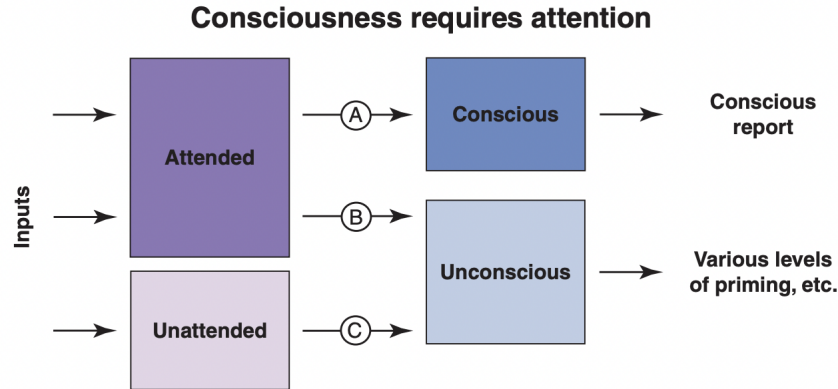 Consciousness requires attention
Inputs
Attended
Unattended
A
B
C
Conscious
Unconscious
Conscious
report
Various levels
of priming, etc.